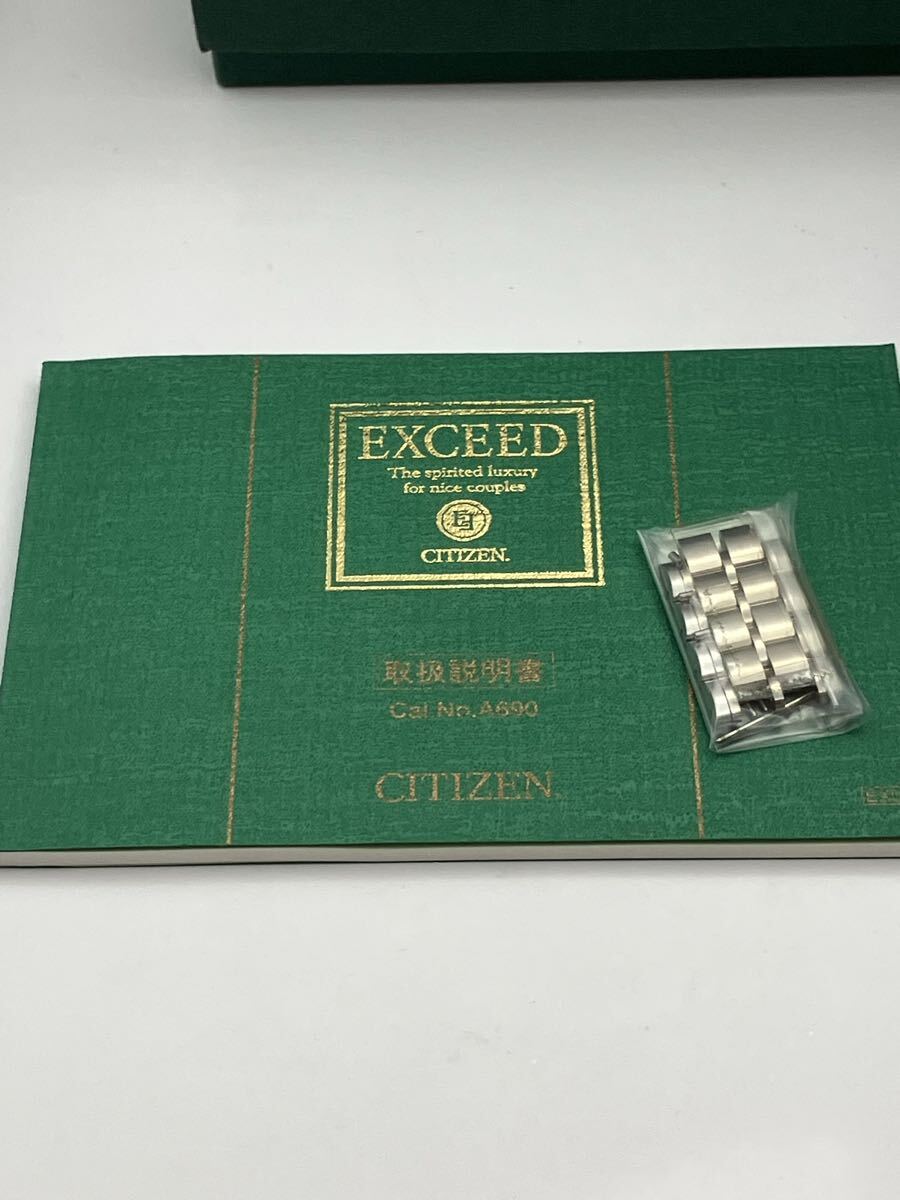 EXCEED
The spirited luxury
for nice couples
CITIZEN.
取扱説明書
Cal No.A690
CITIZEN.